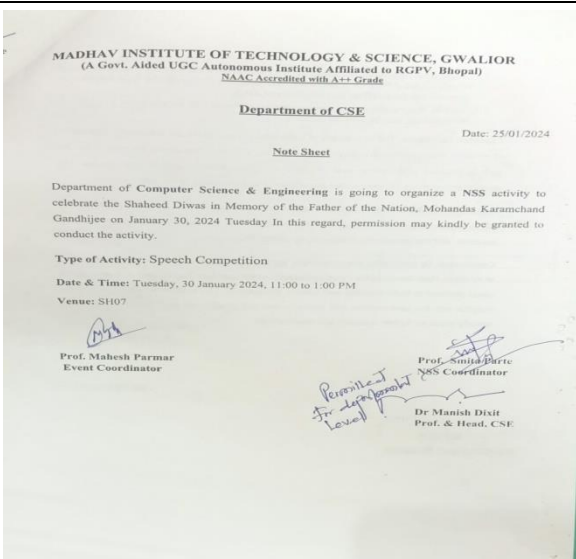 MADHAV INSTITUTE OF TECHNOLOGY & SCIENCE, GWALIOR
(A Govt. Aided UGC Autonomous Institute Affiliated to RGPV, Bhopal)
NAAC Accredited with A++ Grade
Department of CSE
Date: 25/01/2024
Note Sheet
Department of Computer Science & Engineering is going to organize a NSS activity to
celebrate the Shaheed Diwas in Memory of the Father of the Nation, Mohandas Karamchand
Gandhijee on January 30, 2024 Tuesday In this regard, permission may kindly be granted to
conduct the activity.
Type of Activity: Speech Competition
Date & Time: Tuesday, 30 January 2024, 11:00 to 1:00 PM
Venue: SH07
Prof. Mahesh Parmar
Event Coordinator
Prof. Smita Parte
NSS Coordinator
level
Dr Manish Dixit
Prof. & Head, CSE